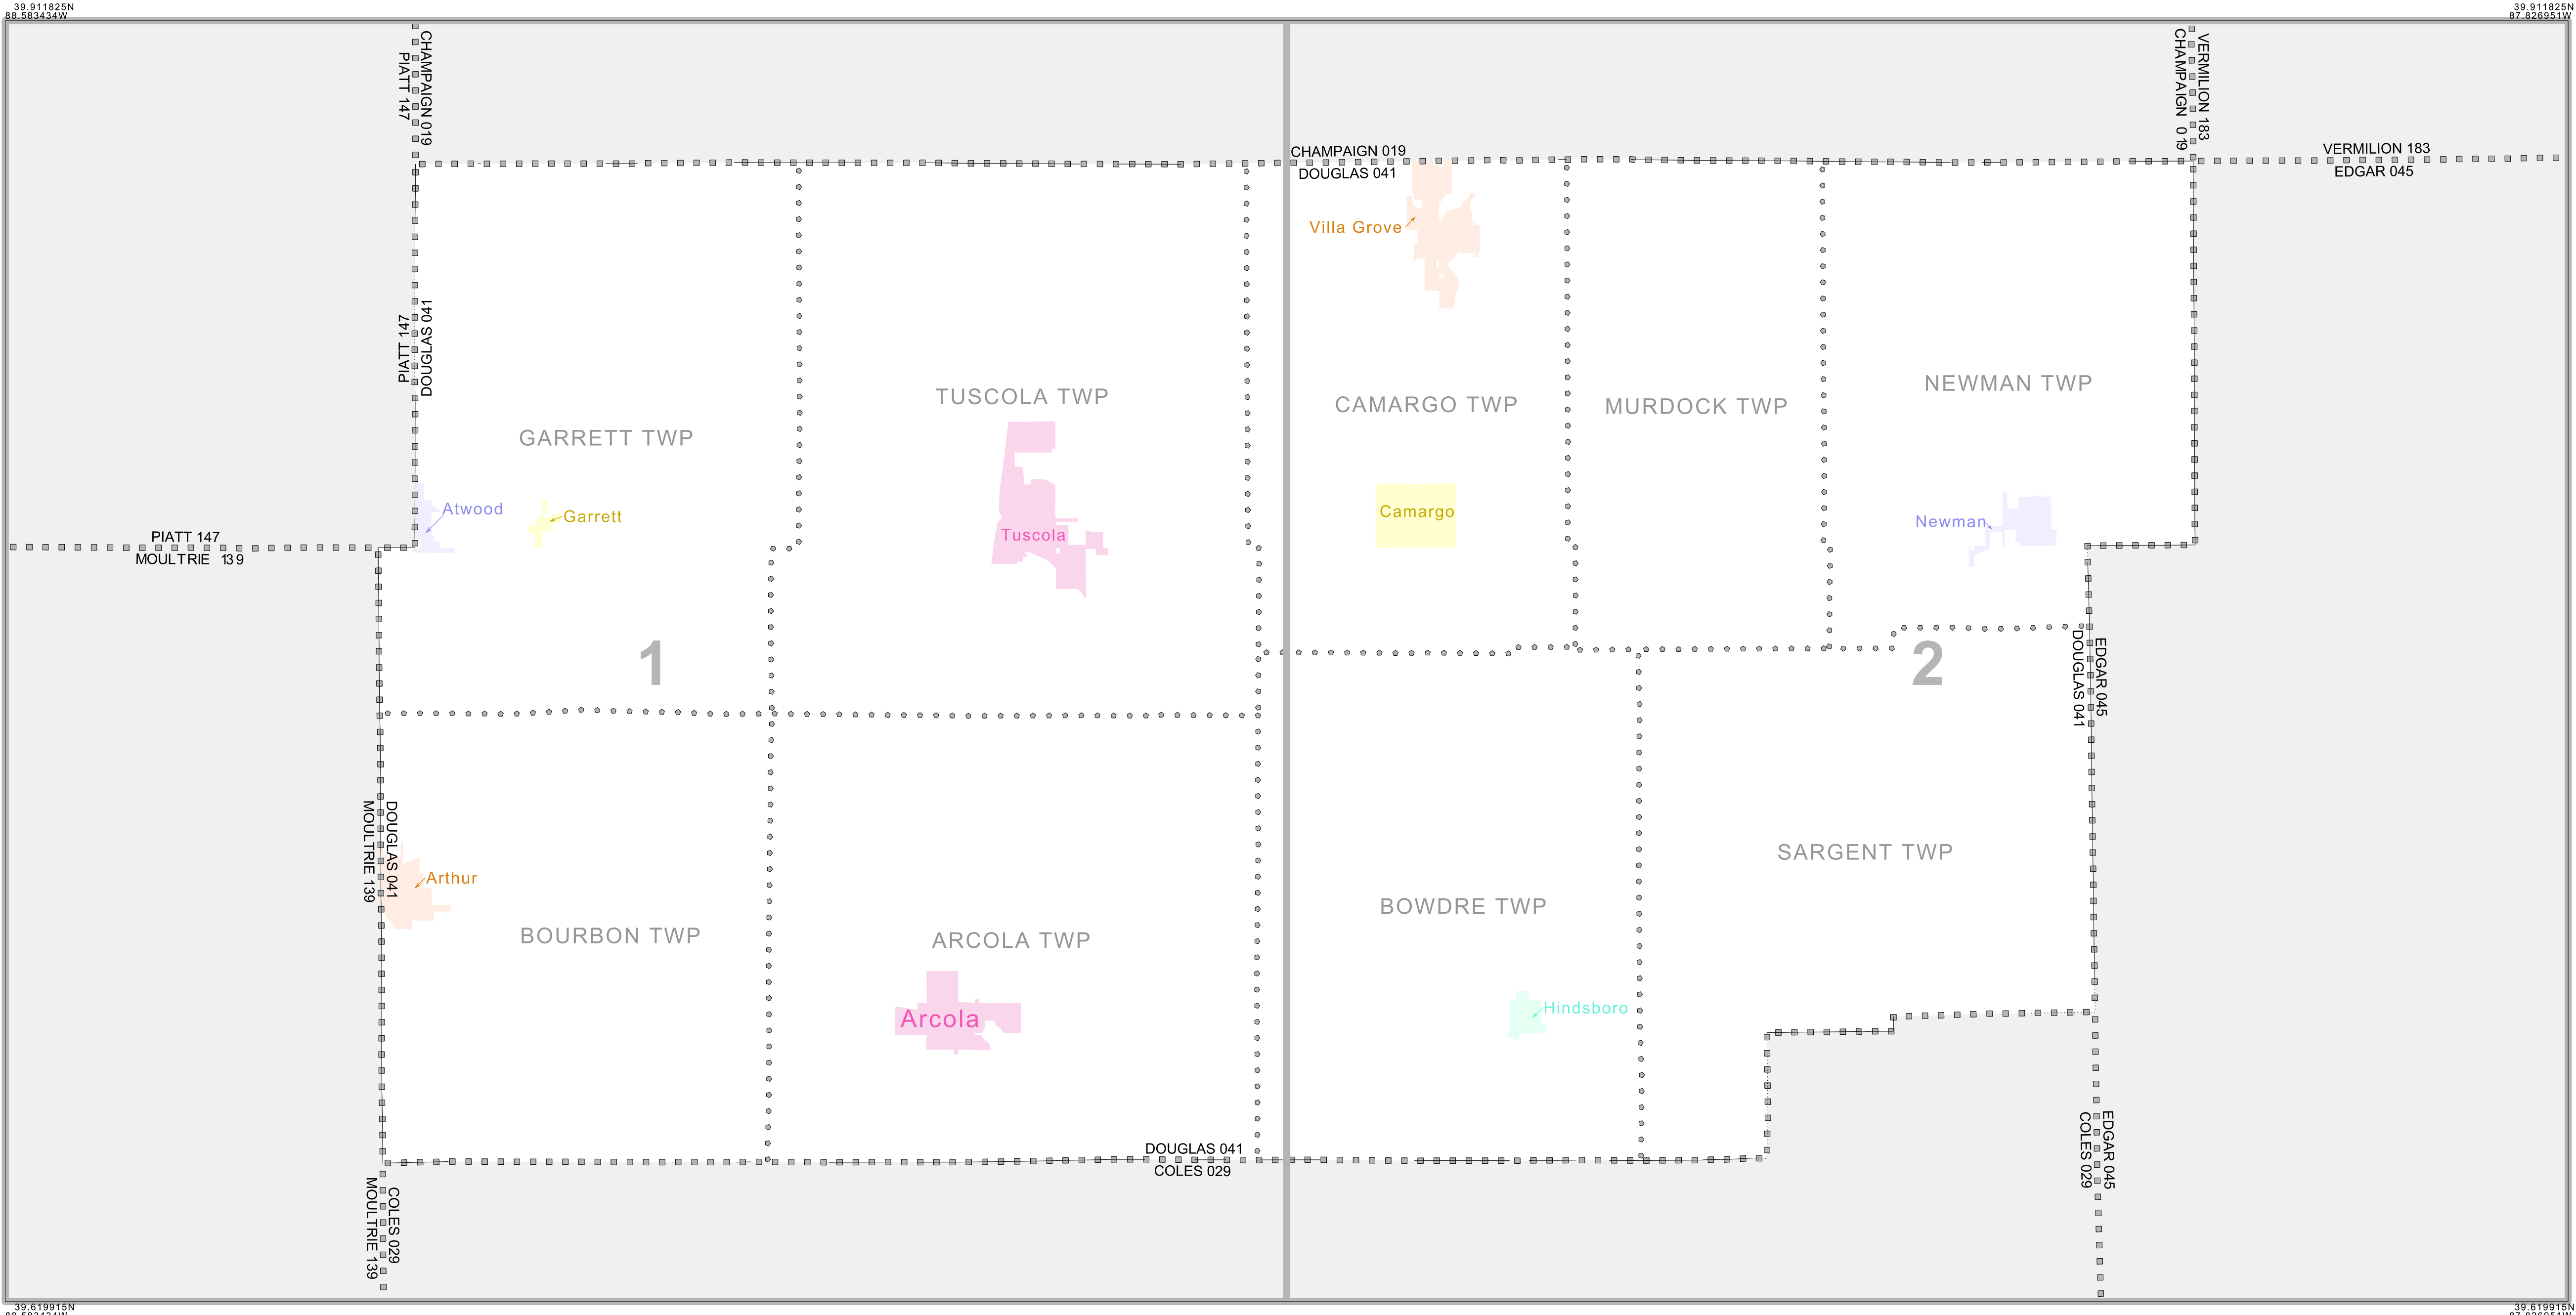 39.911825N
88.583434W
39.911825N
87.826951W
CHAMPAIGN 019
PIATT 147
VERMILION 183
CHAMPAIGN 019
CHAMPAIGN 019
DOUGLAS 041
VERMILION 183
EDGAR 045
Villa Grove
DOUGLAS 041
PIATT 147
TUSCOLA TWP
NEWMAN TWP
CAMARGO TWP
MURDOCK TWP
GARRETT TWP
Atwood
Garrett
Camargo
Newman
Tuscola
PIATT 147
MOULTRIE 139
1
2
EDGAR 045
DOUGLAS 041
DOUGLAS 041
MOULTRIE 139
SARGENT TWP
Arthur
BOWDRE TWP
BOURBON TWP
ARCOLA TWP
Hindsboro
Arcola
DOUGLAS 041
COLES 029
EDGAR 045
COLES 029
COLES 029
MOULTRIE 139
39.619915N
88.583434W
39.619915N
87.826951W